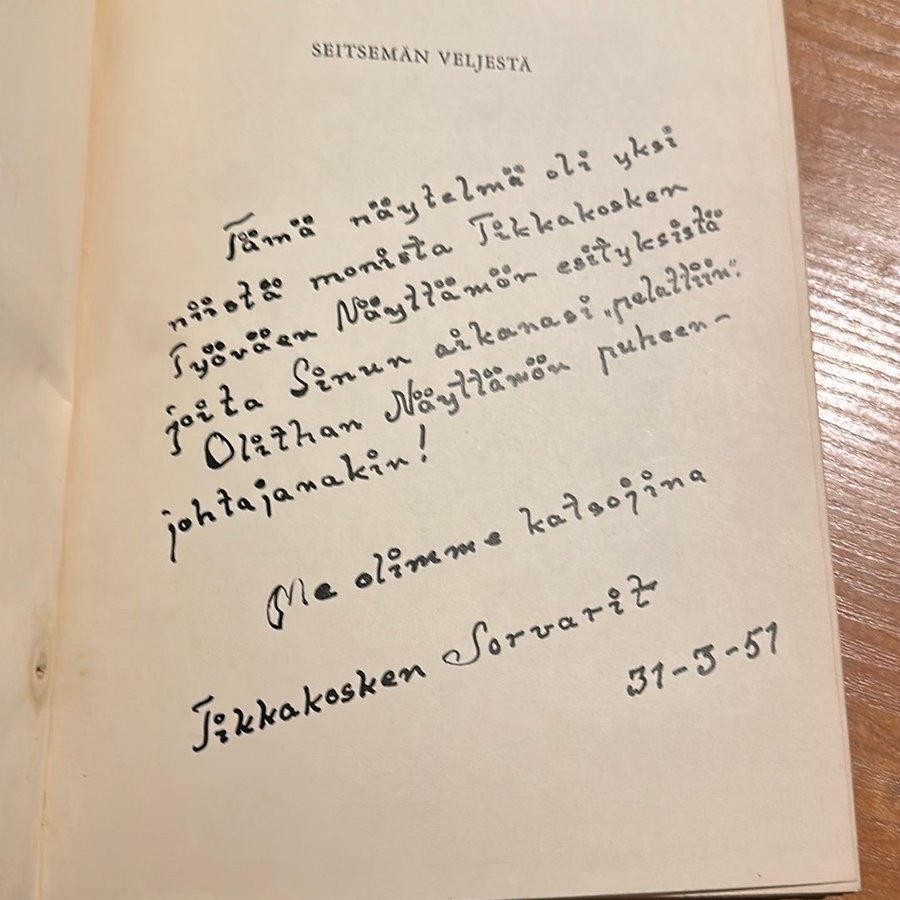 SEITSEMÄN VELJESTÄ
Tämä näytelmä oli yksi
niistä monista Tikkakosken
Työväen Näyttämön esityksistä
joita Sinun aikanasi „pelattiin".
Olithan Näyttämön puheen-
johtajanakin!
Me olimme katsojina
Tikkakosken Sorvarit
31-3-51